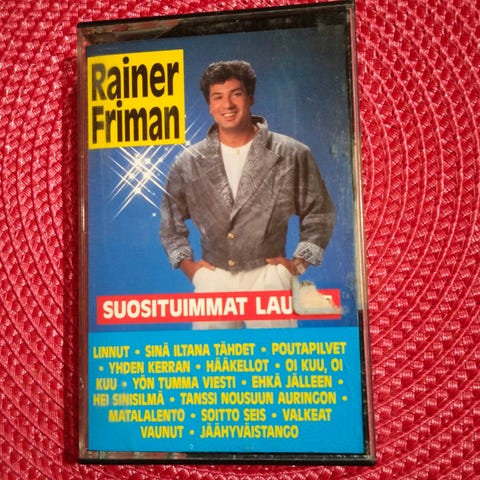 Rainer
Friman
SUOSITUIMMAT
LINNUT • SINÄ ILTANA TÄHDET • POUTAPILVET
• YHDEN KERRAN • HÄÄKELLOT • OI KUU, OI
KUU • YÖN TUMMA VIESTI • EHKÄ JÄLLEEN •
HEI SINISILMÄ • TANSSI NOUSUUN AURINGON •
MATALALENTO • SOITTO SEIS • VALKEAT
VAUNUT • JÄÄHYVÄISTANGO